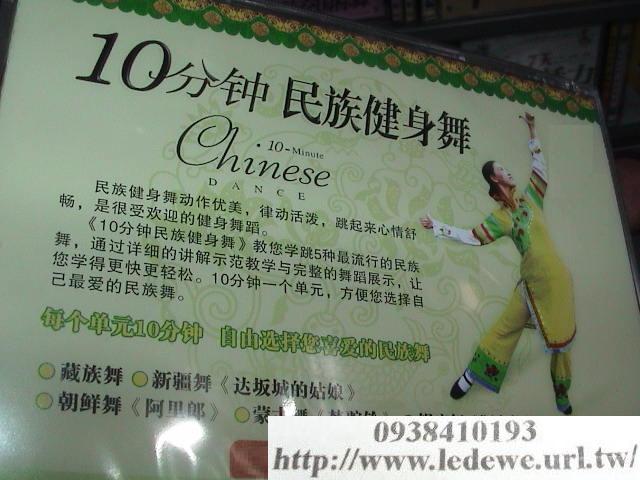 10分钟 民族健身舞
10-Minute
Chinese
DANCE
民族健身舞动作优美，律动活泼，跳起来心情舒
畅，是很受欢迎的健身舞蹈。
《10分钟民族健身舞》教您学跳5种最流行的民族
舞，通过详细的讲解示范教学与完整的舞蹈展示，让
您学得更快更轻松。10分钟一个单元，方便您选择自
己最爱的民族舞。
每个单元10分钟 自由选择您喜爱的民族舞
藏族舞 新疆舞《达坂城的姑娘》
朝鲜舞《阿里郎》 蒙
0938410193
http://www.ledewc.url.tw/